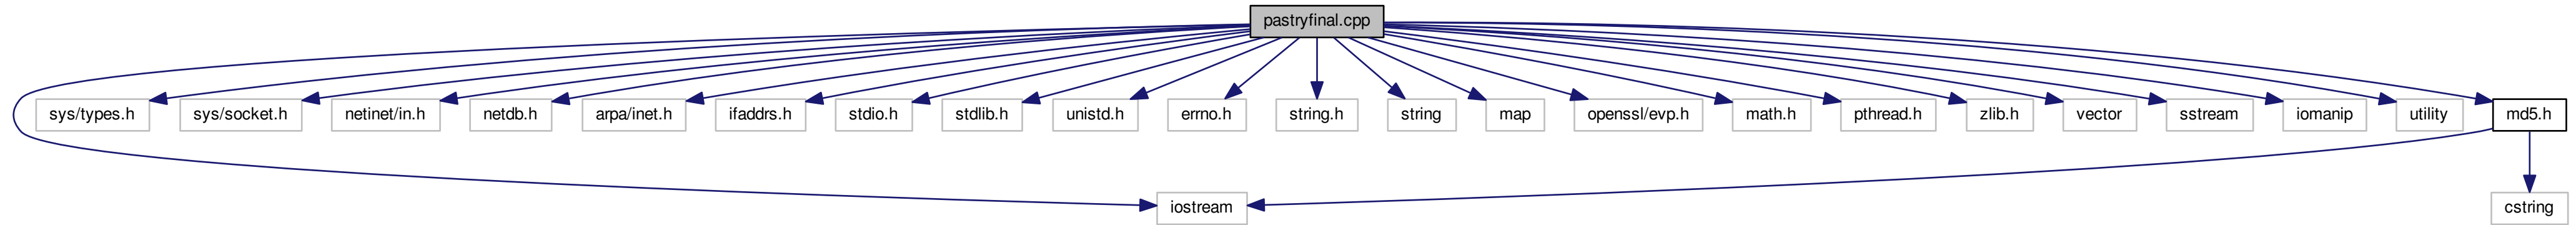 pastryfinal.cpp
sys/types.h
sys/socket.h
netinet/in.h
netdb.h
arpa/inet.h
ifaddrs.h
stdio.h
stdlib.h
unistd.h
errno.h
string.h
string
map
openssl/evp.h
math.h
pthread.h
zlib.h
vector
sstream
iomanip
utility
md5.h
iostream
cstring